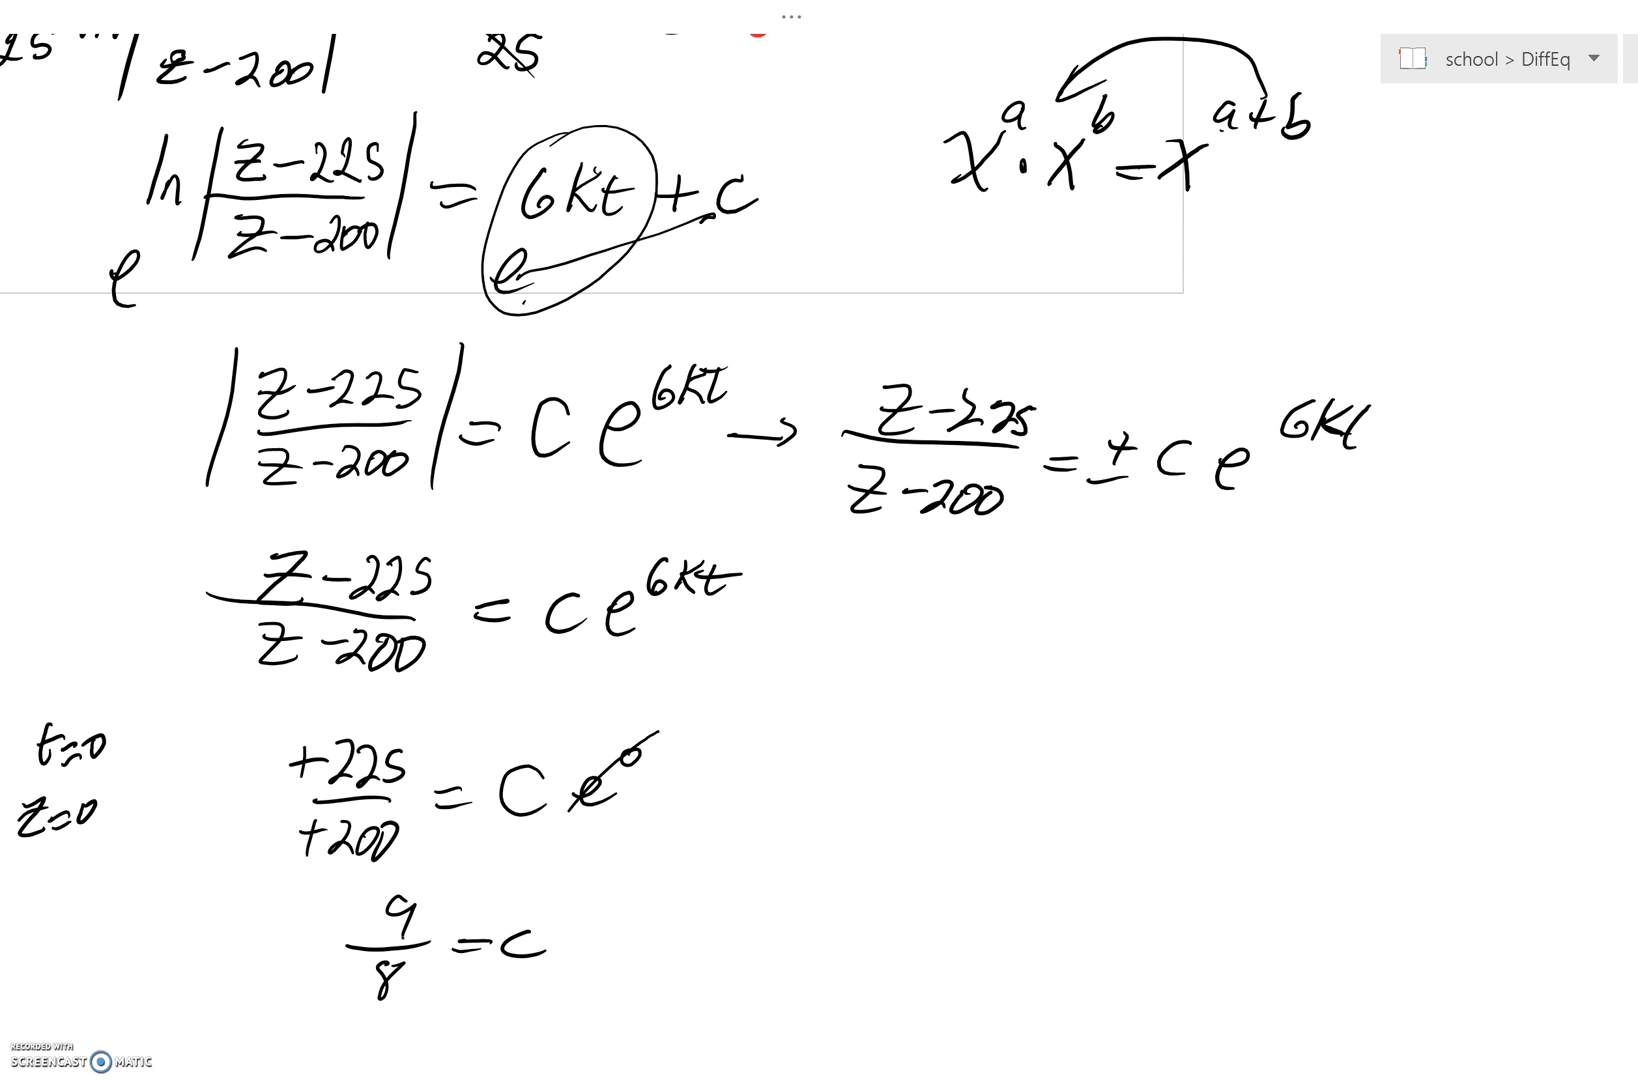 | z-200|
25
school > DiffEq
ln |z-225/z-200| = 6Kt + c
e e
x^a · x^b = x^(a+b)
|z-225/z-200| = C e^6Kt → z-225/z-200 = ± c e^6Kt
z-225/z-200 = c e^6Kt
t=0
z=0
+225/+200 = C e^0
9/8 = c
RECORDED WITH
SCREENCAST MATIC